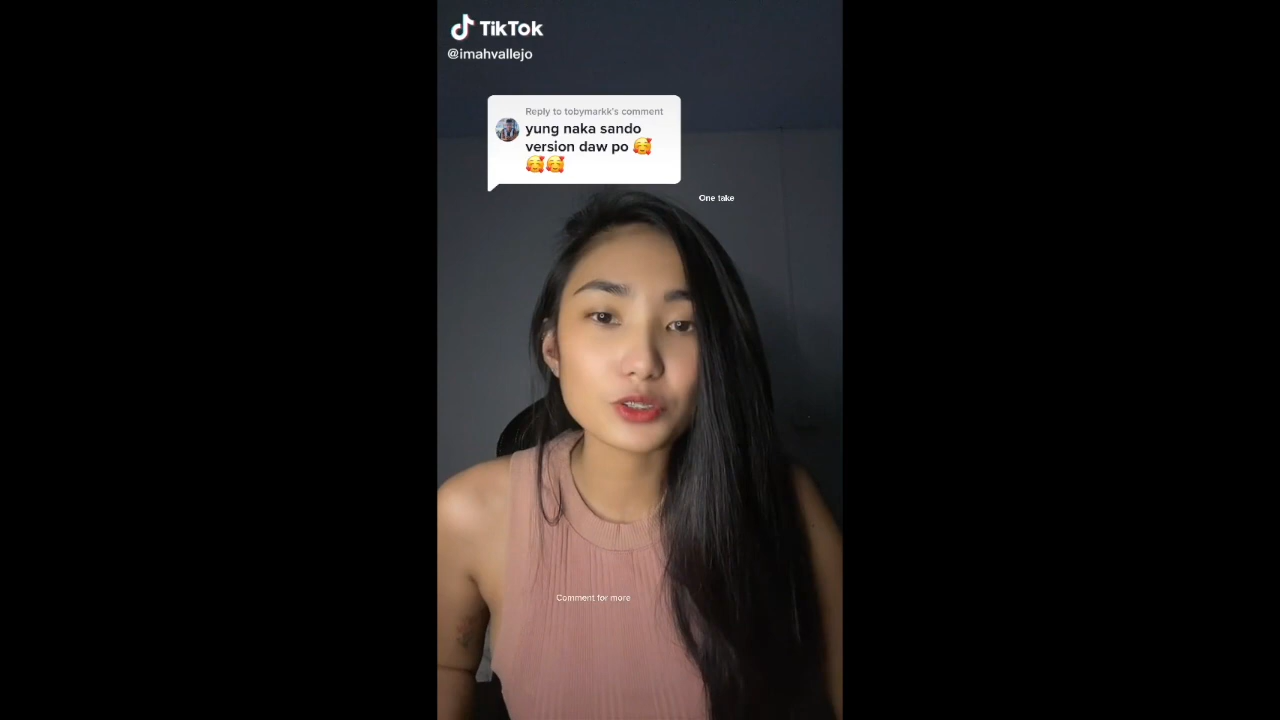 TikTok
@imahvallejo
Reply to tobymarkk's comment
yung naka sando
version daw po 🥰
🥰🥰
One take
Comment for more